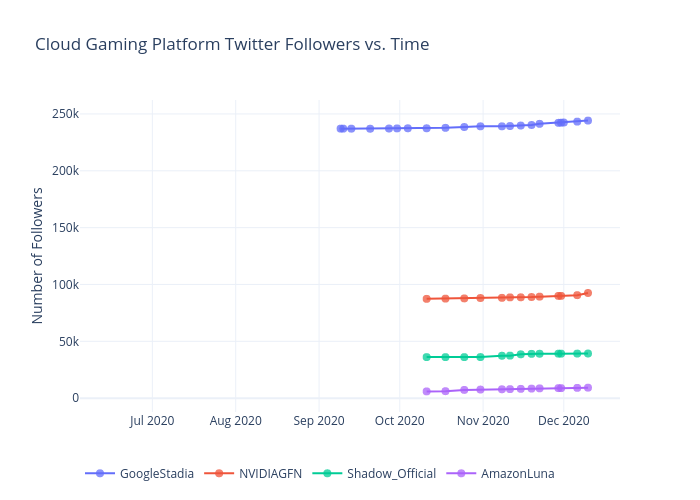 Cloud Gaming Platform Twitter Followers vs. Time
Number of Followers
250k
200k
150k
100k
50k
0
Jul 2020 Aug 2020 Sep 2020 Oct 2020 Nov 2020 Dec 2020
GoogleStadia NVIDIAGFN Shadow_Official AmazonLuna